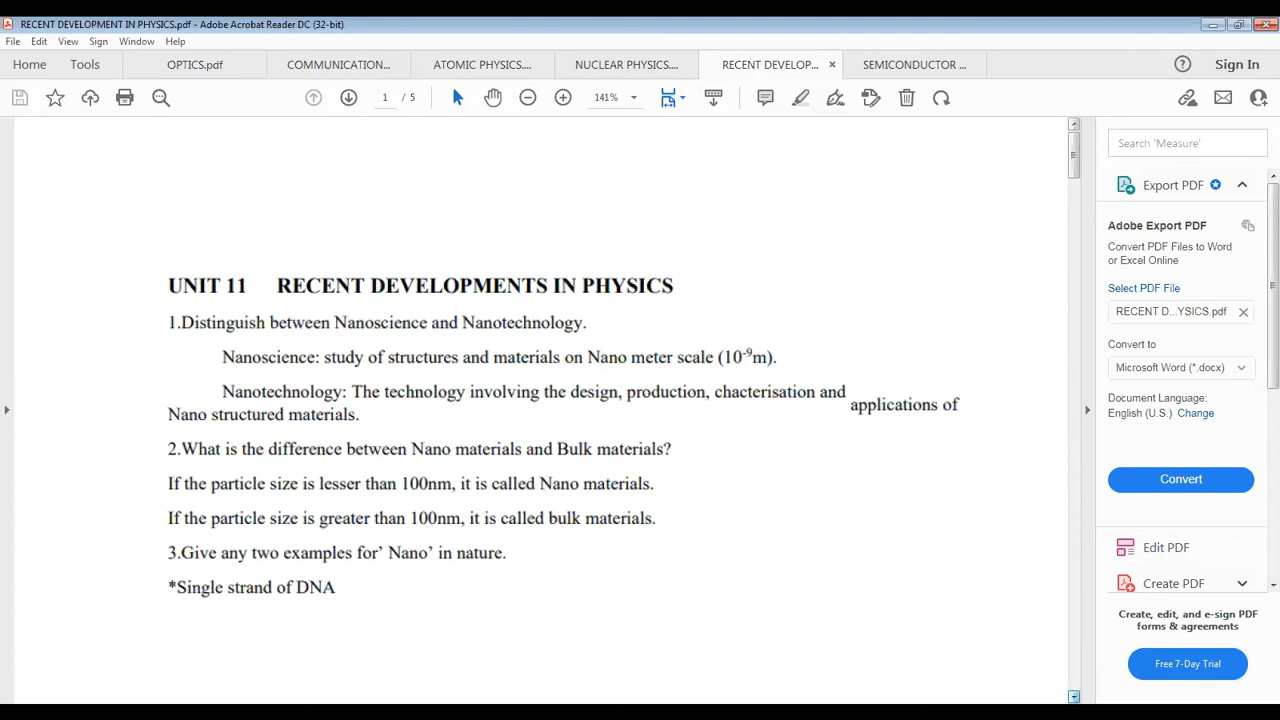 RECENT DEVELOPMENT IN PHYSICS.pdf - Adobe Acrobat Reader DC (32-bit)
File Edit View Sign Window Help
Home Tools OPTICS.pdf COMMUNICATION... ATOMIC PHYSICS.... NUCLEAR PHYSICS.... RECENT DEVELOP... × SEMICONDUCTOR ... Sign In
1 / 5 141%
Search 'Measure'
Export PDF
Adobe Export PDF
Convert PDF Files to Word
or Excel Online
Select PDF File
RECENT D...YSICS.pdf
Convert to
Microsoft Word (*.docx)
Document Language:
English (U.S.) Change
Convert
Edit PDF
Create PDF
Create, edit, and e-sign PDF
forms & agreements
Free 7-Day Trial
UNIT 11 RECENT DEVELOPMENTS IN PHYSICS
1.Distinguish between Nanoscience and Nanotechnology.
Nanoscience: study of structures and materials on Nano meter scale (10⁻⁹m).
Nanotechnology: The technology involving the design, production, chacterisation and applications of
Nano structured materials.
2.What is the difference between Nano materials and Bulk materials?
If the particle size is lesser than 100nm, it is called Nano materials.
If the particle size is greater than 100nm, it is called bulk materials.
3.Give any two examples for’ Nano’ in nature.
*Single strand of DNA